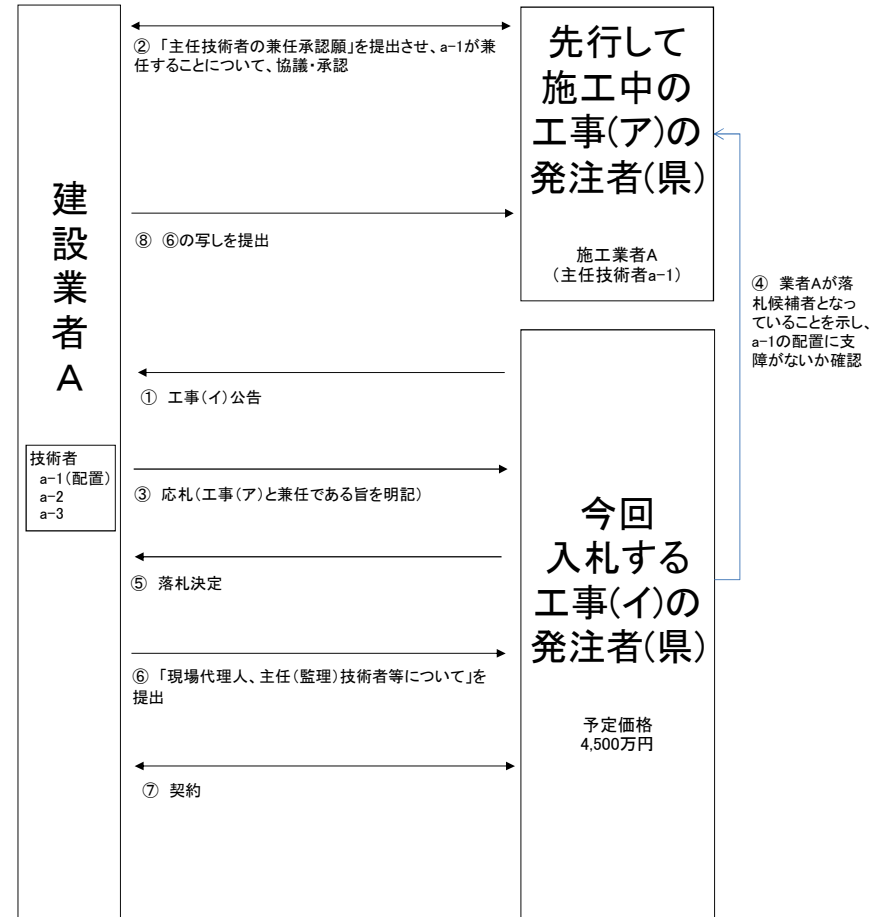 建設業者A
技術者
a-1(配置)
a-2
a-3
② 「主任技術者の兼任承認願」を提出させ、a-1が兼
任することについて、協議・承認
⑧ ⑥の写しを提出
① 工事(イ)公告
③ 応札(工事(ア)と兼任である旨を明記)
⑤ 落札決定
⑥ 「現場代理人、主任(監理)技術者等について」を
提出
⑦ 契約
先行して
施工中の
工事(ア)の
発注者(県)
施工業者A
(主任技術者a-1)
今回
入札する
工事(イ)の
発注者(県)
予定価格
4,500万円
④ 業者Aが落
札候補者となっ
ていることを示し、
a-1の配置に支
障がないか確認